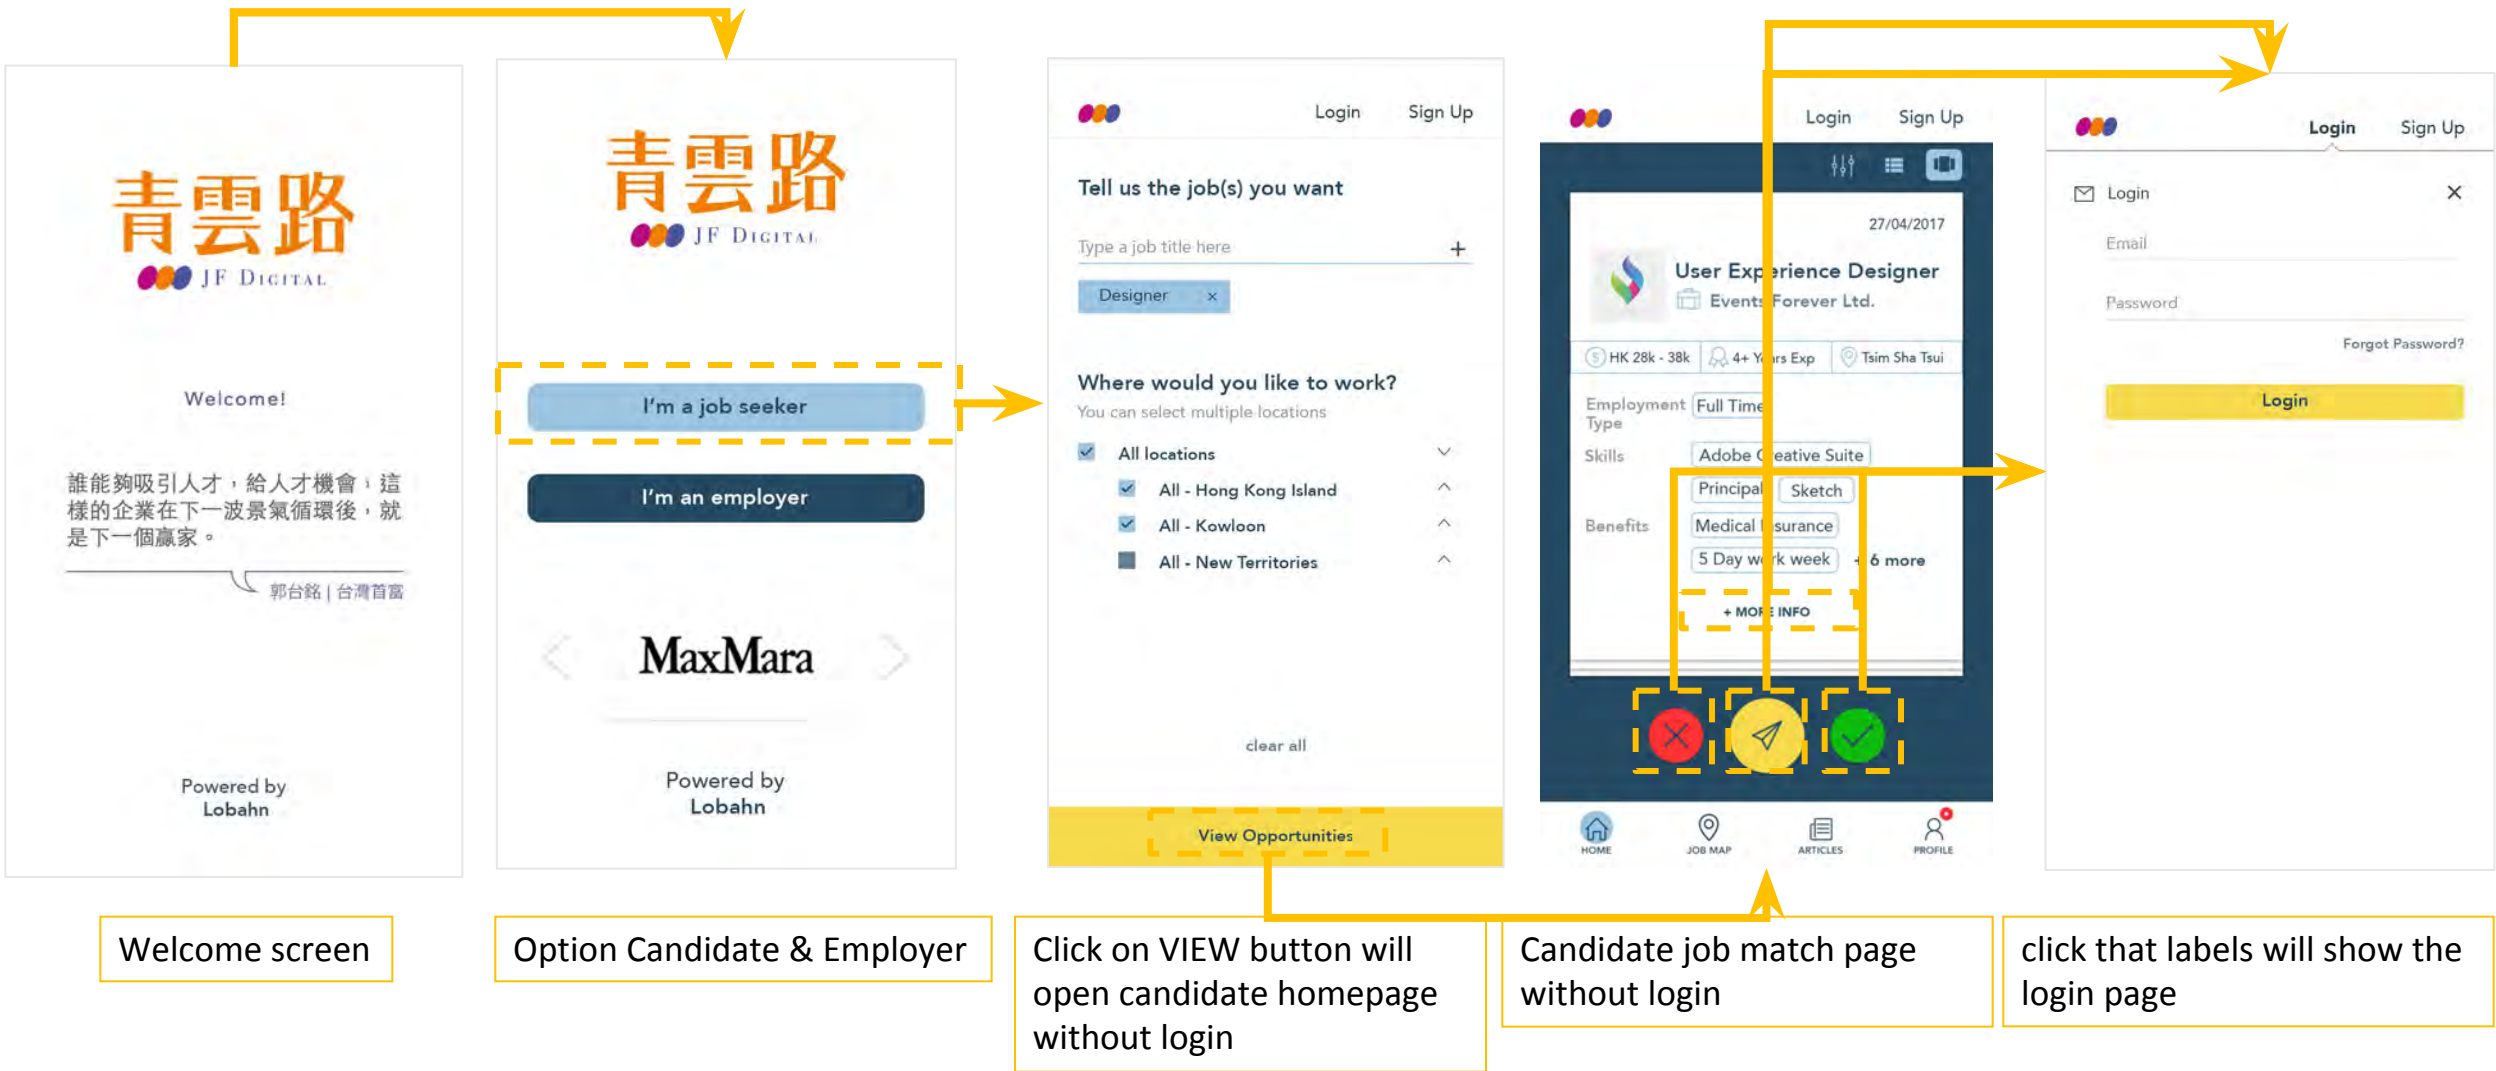 青雲路
JF DIGITAL
Welcome!
誰能夠吸引人才，給人才機會，這
樣的企業在下一波景氣循環後，就
是下一個贏家。
郭台銘 | 台灣首富
Powered by
Lobahn
Welcome screen
青雲路
JF DIGITAL
I'm a job seeker
I'm an employer
MaxMara
Powered by
Lobahn
Option Candidate & Employer
Login Sign Up
Tell us the job(s) you want
Type a job title here +
Designer ×
Where would you like to work?
You can select multiple locations
All locations
All - Hong Kong Island
All - Kowloon
All - New Territories
clear all
View Opportunities
Click on VIEW button will
open candidate homepage
without login
Login Sign Up
27/04/2017
User Experience Designer
Events Forever Ltd.
$ HK 28k - 38k 4+ Years Exp Tsim Sha Tsui
Employment Full Time
Type
Skills Adobe Creative Suite
Principal Sketch
Benefits Medical Insurance
5 Day work week + 6 more
+ MORE INFO
HOME JOB MAP ARTICLES PROFILE
Candidate job match page
without login
Login Sign Up
Login ×
Email
Password
Forgot Password?
Login
click that labels will show the
login page